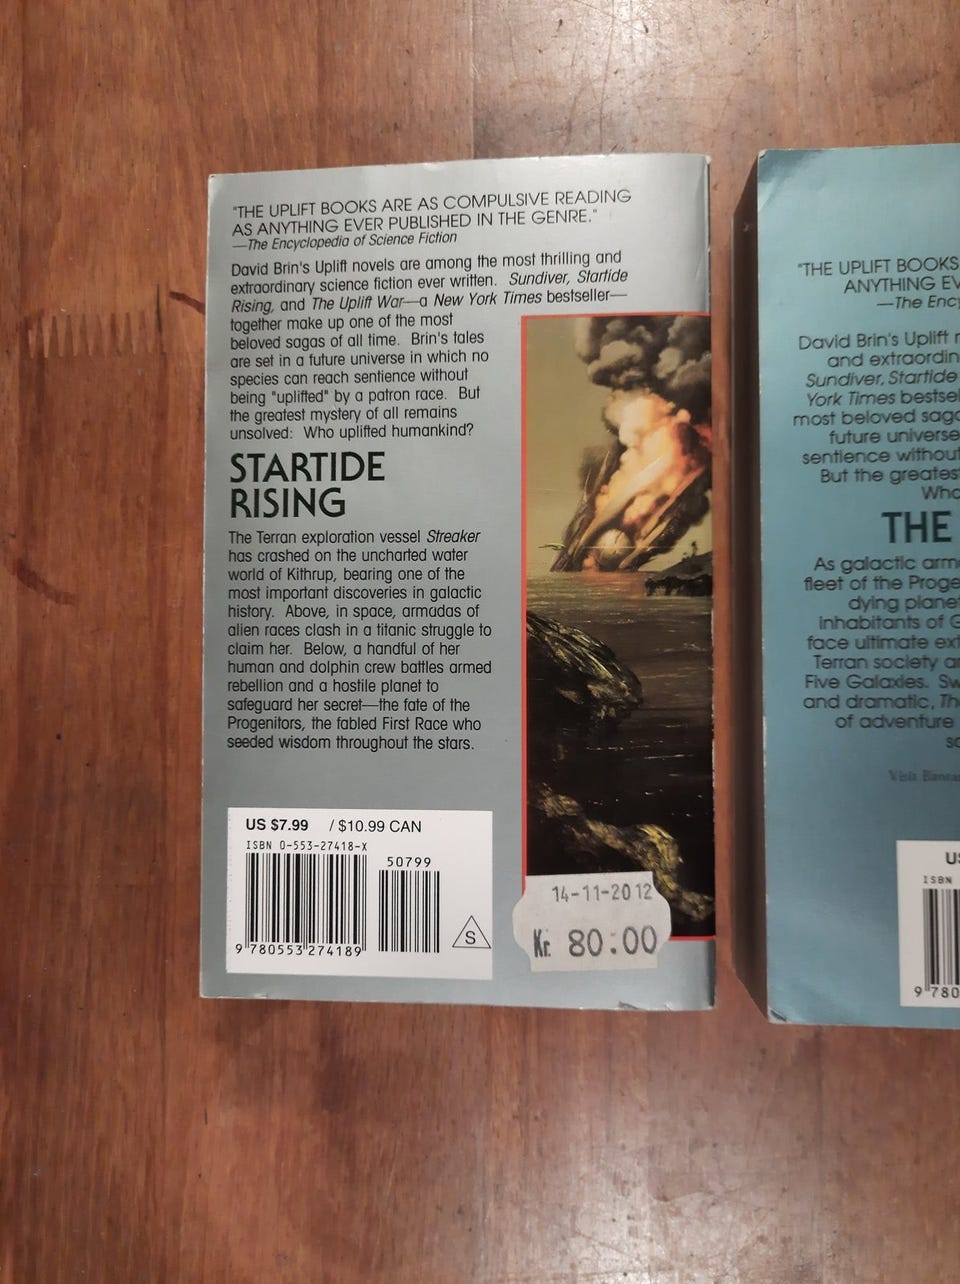 "THE UPLIFT BOOKS ARE AS COMPULSIVE READING
AS ANYTHING EVER PUBLISHED IN THE GENRE."
—The Encyclopedia of Science Fiction
David Brin's Uplift novels are among the most thrilling and
extraordinary science fiction ever written. Sundiver, Startide
Rising, and The Uplift War—a New York Times bestseller—
together make up one of the most
beloved sagas of all time. Brin's tales
are set in a future universe in which no
species can reach sentience without
being "uplifted" by a patron race. But
the greatest mystery of all remains
unsolved: Who uplifted humankind?
STARTIDE
RISING
The Terran exploration vessel Streaker
has crashed on the uncharted water
world of Kithrup, bearing one of the
most important discoveries in galactic
history. Above, in space, armadas of
alien races clash in a titanic struggle to
claim her. Below, a handful of her
human and dolphin crew battles armed
rebellion and a hostile planet to
safeguard her secret—the fate of the
Progenitors, the fabled First Race who
seeded wisdom throughout the stars.
US $7.99 / $10.99 CAN
ISBN 0-553-27418-X
50799
9 780553 274189
S
14-11-2012
Kr. 80:00
"THE UPLIFT BOOKS
ANYTHING EV
—The Ency
David Brin's Uplift
and extraordin
Sundiver, Startide
York Times bestsel
most beloved saga
future universe
sentience without
But the greatest
Who
THE
As galactic arm
fleet of the Proge
dying planet
inhabitants of G
face ultimate ext
Terran society a
Five Galaxies. Sw
and dramatic, Th
of adventure
so
Visit Banta
US
ISBN
9 780